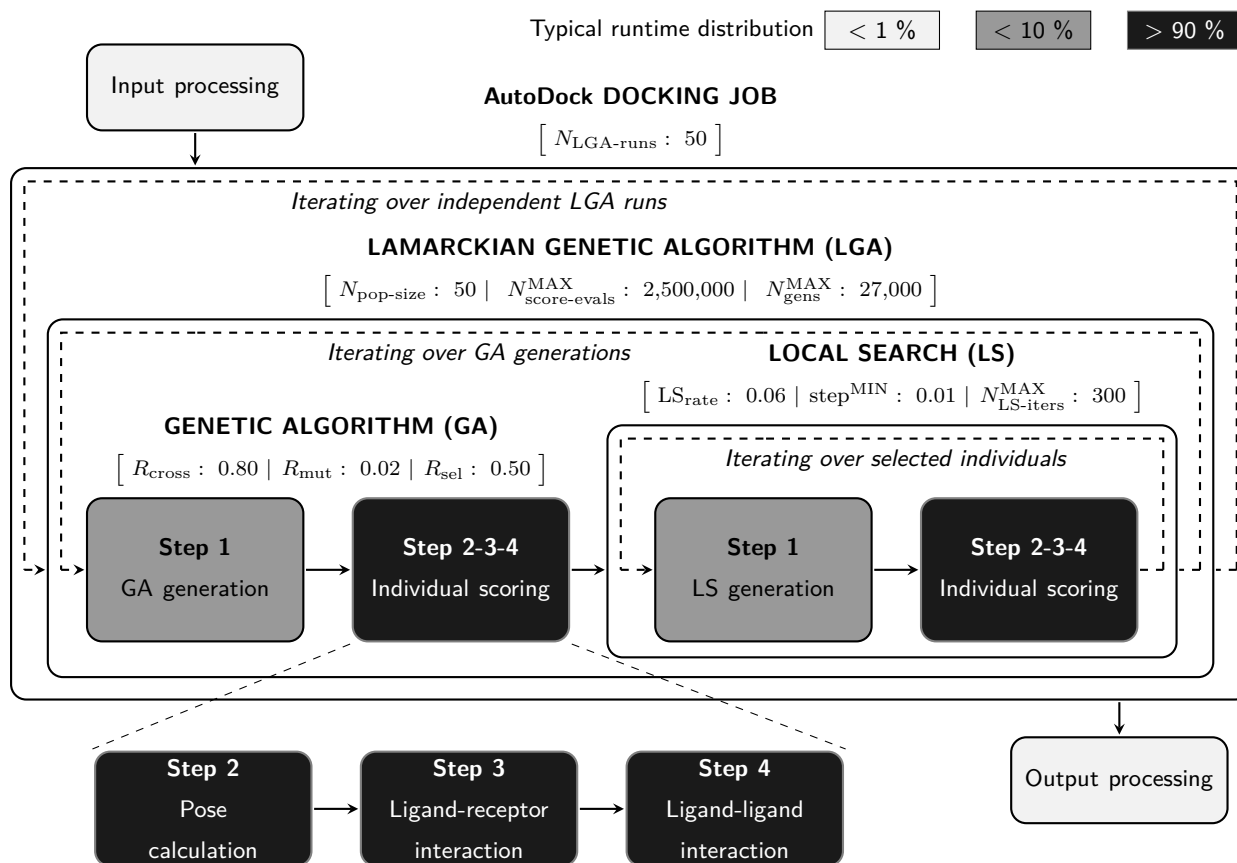 Typical runtime distribution < 1 % < 10 % > 90 %
Input processing
AutoDock DOCKING JOB
[ N_LGA-runs : 50 ]
Iterating over independent LGA runs
LAMARCKIAN GENETIC ALGORITHM (LGA)
[ N_pop-size : 50 | N^MAX_score-evals : 2,500,000 | N^MAX_gens : 27,000 ]
Iterating over GA generations
LOCAL SEARCH (LS)
[ LS_rate : 0.06 | step^MIN : 0.01 | N^MAX_LS-iters : 300 ]
GENETIC ALGORITHM (GA)
[ R_cross : 0.80 | R_mut : 0.02 | R_sel : 0.50 ]
Iterating over selected individuals
Step 1
GA generation
Step 2-3-4
Individual scoring
Step 1
LS generation
Step 2-3-4
Individual scoring
Step 2
Pose
calculation
Step 3
Ligand-receptor
interaction
Step 4
Ligand-ligand
interaction
Output processing